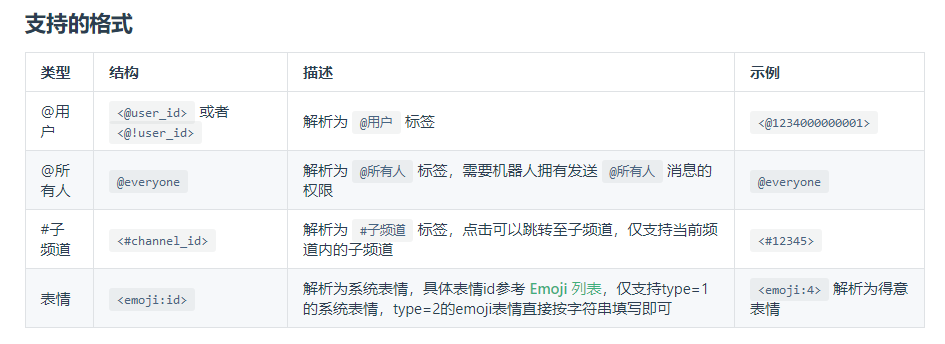 支持的格式
类型 结构 描述 示例
@用户 <@user_id> 或者 <@!user_id> 解析为 @用户 标签 <@1234000000001>
@所有人 @everyone 解析为 @所有人 标签，需要机器人拥有发送 @所有人 消息的权限 @everyone
#子频道 <#channel_id> 解析为 #子频道 标签，点击可以跳转至子频道，仅支持当前频道内的子频道 <#12345>
表情 <emoji:id> 解析为系统表情，具体表情id参考 Emoji 列表，仅支持type=1的系统表情，type=2的emoji表情直接按字符串填写即可 <emoji:4> 解析为得意表情